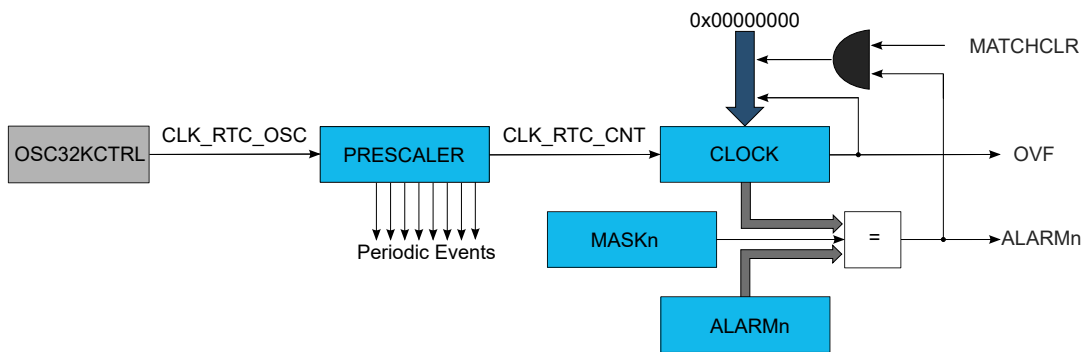 0x00000000
MATCHCLR
OSC32KCTRL
CLK_RTC_OSC
PRESCALER
CLK_RTC_CNT
CLOCK
OVF
Periodic Events
MASKn
=
ALARMn
ALARMn